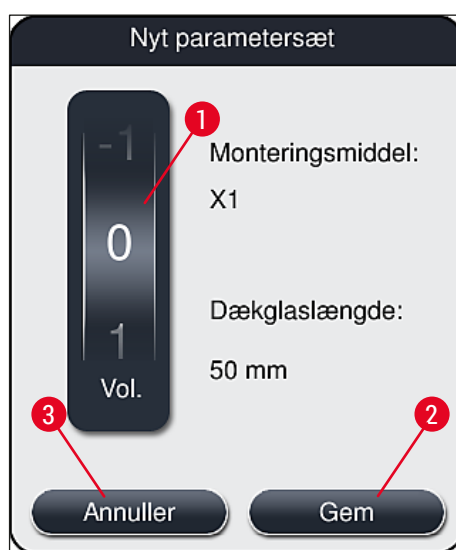 Nyt parametersæt
-1
0
1
Vol.
1
Monteringsmiddel:
X1
Dækglaslængde:
50 mm
3
2
Annuller
Gem